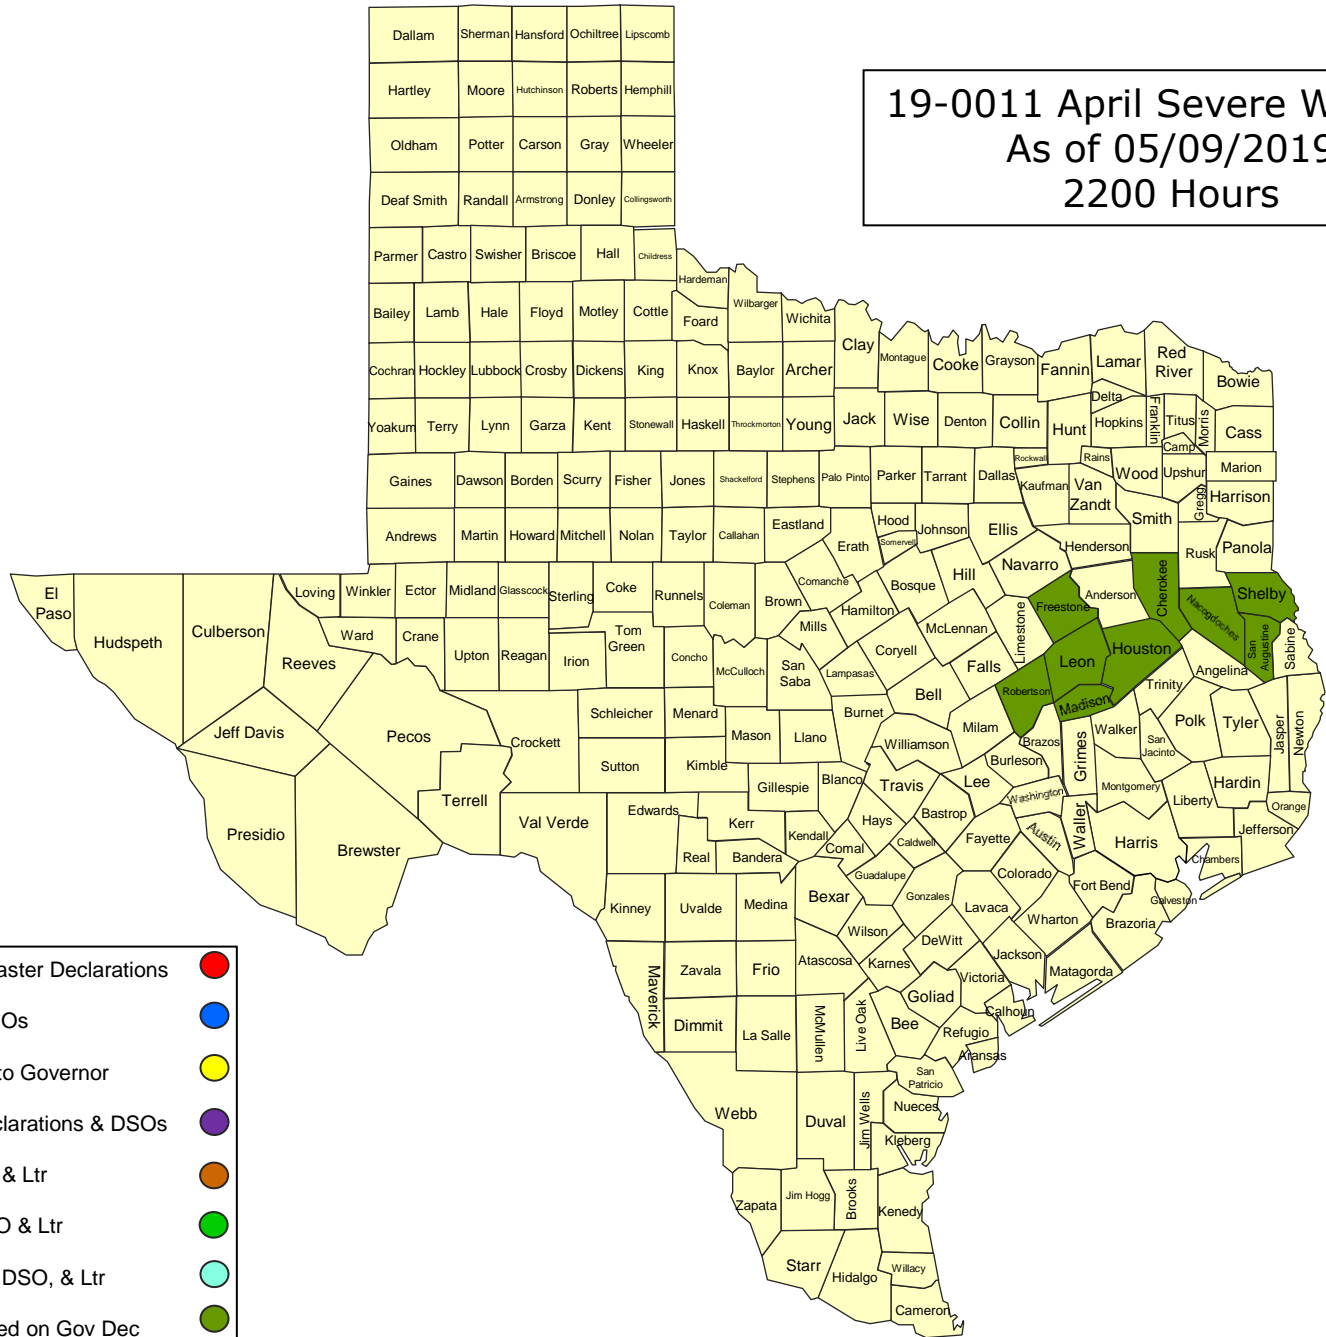 Dallam Sherman Hansford Ochiltree Lipscomb
Hartley Moore Hutchinson Roberts Hemphill
19-0011 April Severe W
As of 05/09/2019
2200 Hours
Oldham Potter Carson Gray Wheeler
Deaf Smith Randall Armstrong Donley Collingsworth
Parmer Castro Swisher Briscoe Hall Childress
Hardeman
Bailey Lamb Hale Floyd Motley Cottle Foard Wilbarger Wichita
Clay Montague Cooke Grayson Fannin Lamar Red River Bowie
Cochran Hockley Lubbock Crosby Dickens King Knox Baylor Archer
Delta
Yoakum Terry Lynn Garza Kent Stonewall Haskell Throckmorton Young Jack Wise Denton Collin Hunt Hopkins Franklin Titus Morris Cass
Camp
Rockwall Rains
Gaines Dawson Borden Scurry Fisher Jones Shackelford Stephens Palo Pinto Parker Tarrant Dallas Kaufman Van Zandt Wood Upshur Marion
Gregg Harrison
Andrews Martin Howard Mitchell Nolan Taylor Callahan Eastland Erath Hood Somervell Johnson Ellis Henderson Smith Rusk Panola
El Paso Hudspeth Culberson Loving Winkler Ector Midland Glasscock Sterling Coke Runnels Coleman Brown Comanche Bosque Hill Navarro Freestone Anderson Cherokee Nacogdoches Shelby
Reeves Ward Crane Upton Reagan Irion Tom Green Concho McCulloch San Saba Mills Hamilton Coryell McLennan Limestone Falls Leon Houston Angelina San Augustine Sabine
Lampasas Bell Robertson Madison Trinity
Jeff Davis Pecos Crockett Schleicher Menard Mason Llano Burnet Williamson Milam Brazos Grimes Walker San Jacinto Polk Tyler Jasper Newton
Sutton Kimble Gillespie Blanco Travis Lee Burleson Washington Montgomery Liberty Hardin Orange
Presidio Brewster Terrell Val Verde Edwards Kerr Real Bandera Kendall Comal Hays Caldwell Bastrop Fayette Austin Waller Harris Chambers Jefferson
Kinney Uvalde Medina Bexar Guadalupe Gonzales Lavaca Colorado Fort Bend Galveston
Wilson Wharton Brazoria
Maverick Zavala Frio Atascosa Karnes DeWitt Jackson Matagorda
Dimmit La Salle McMullen Live Oak Bee Goliad Victoria Calhoun
Refugio
Aransas
San Patricio
Webb Duval Jim Wells Nueces
Kleberg
Zapata Jim Hogg Brooks Kenedy
Starr Hidalgo Willacy
Cameron
aster Declarations
Os
to Governor
clarations & DSOs
& Ltr
O & Ltr
DSO, & Ltr
ed on Gov Dec